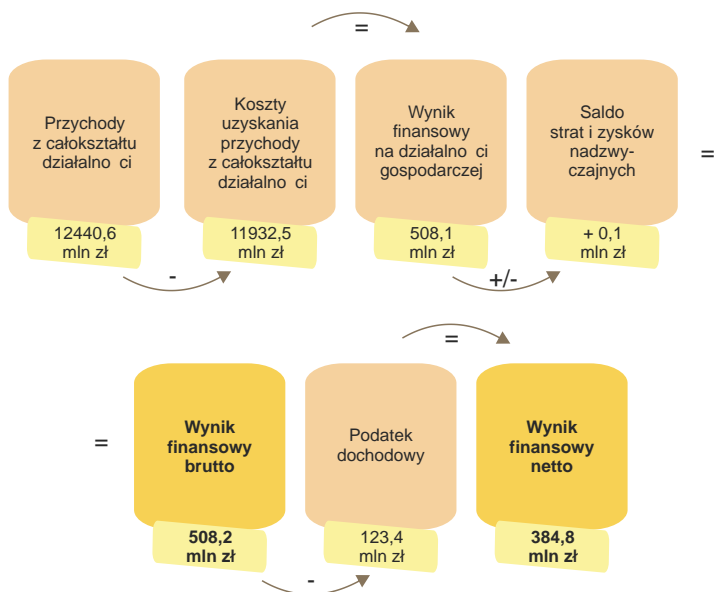 =
Przychody
z całokształtu
działalno ci
Koszty
uzyskania
przychody
z całokształtu
działalno ci
Wynik
finansowy
na działalno ci
gospodarczej
Saldo
strat i zysków
nadzwy-
czajnych
=
12440,6
mln zł
11932,5
mln zł
508,1
mln zł
+ 0,1
mln zł
-
+/-
=
=
Wynik
finansowy
brutto
Podatek
dochodowy
Wynik
finansowy
netto
508,2
mln zł
123,4
mln zł
384,8
mln zł
-